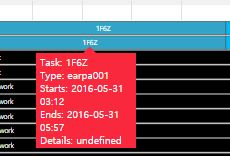 1F6Z
1F6Z
Task: 1F6Z
Type: earpa001
Starts: 2016-05-31
03:12
Ends: 2016-05-31
05:57
Details: undefined
work
work
work
work
work